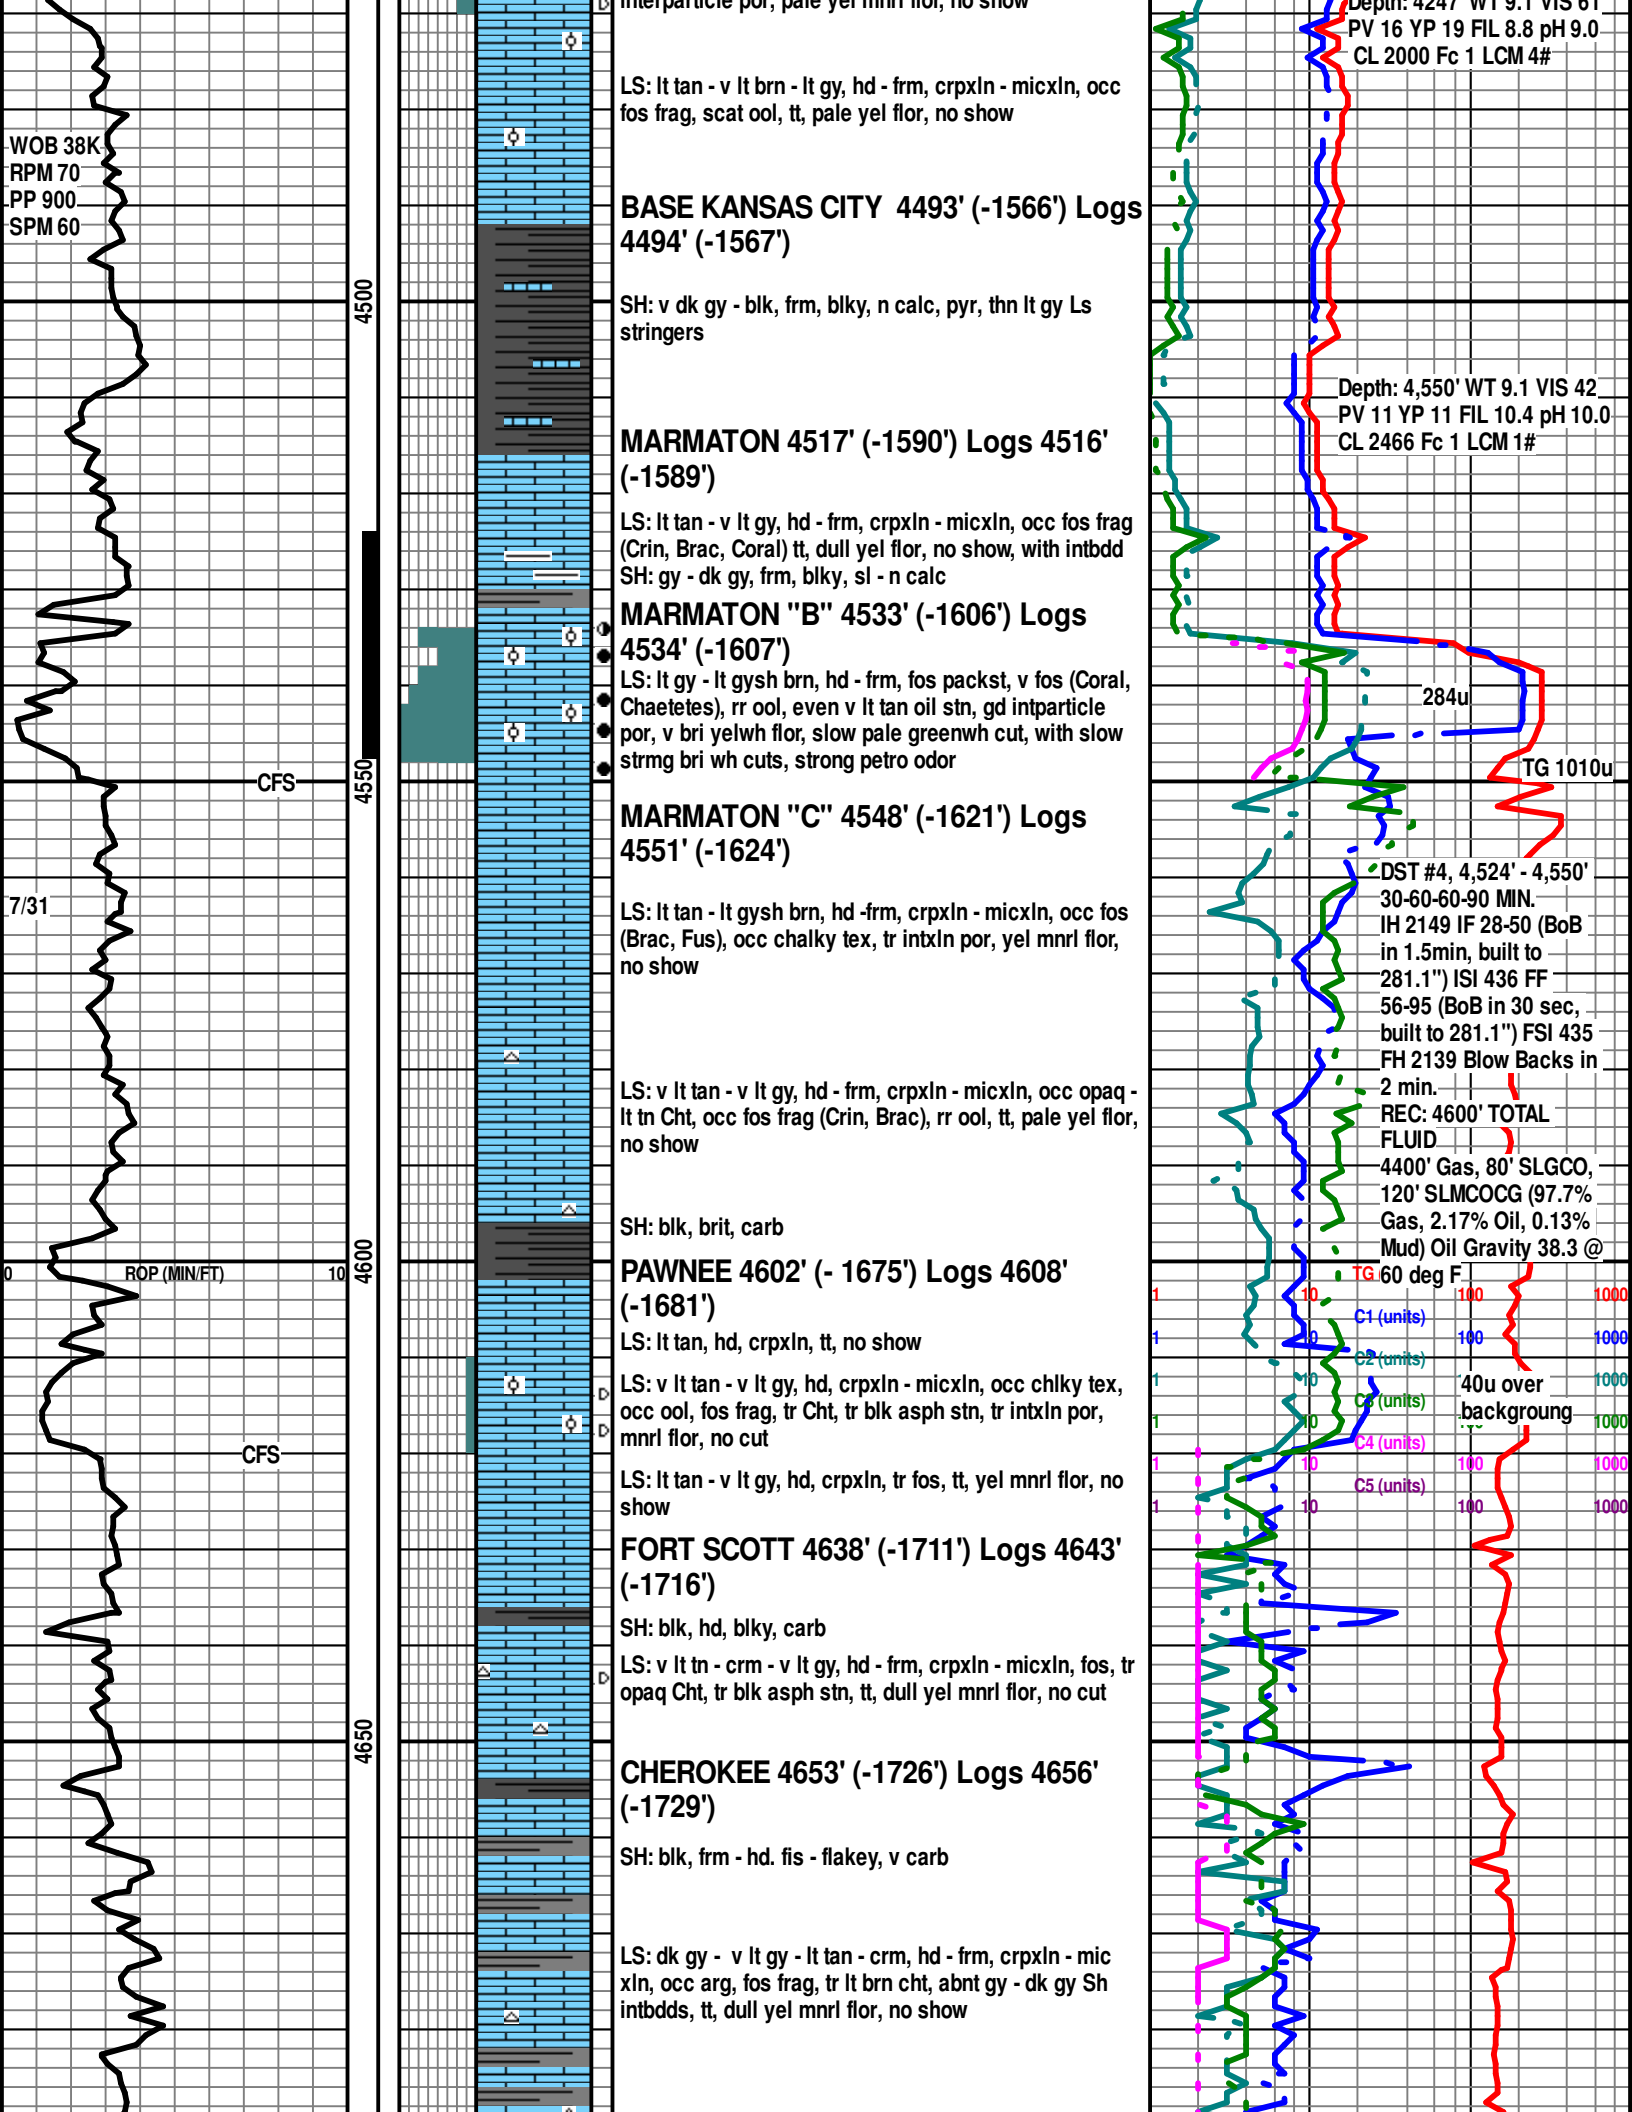 interparticle por, pale yel mnrl flor, no show
Depth: 4247' WT 9.1 VIS 61
PV 16 YP 19 FIL 8.8 pH 9.0
CL 2000 Fc 1 LCM 4#
LS: lt tan - v lt brn - lt gy, hd - frm, crpxln - micxln, occ
fos frag, scat ool, tt, pale yel flor, no show
WOB 38K
RPM 70
PP 900
SPM 60
BASE KANSAS CITY 4493' (-1566') Logs
4494' (-1567')
4500
SH: v dk gy - blk, frm, blky, n calc, pyr, thn lt gy Ls
stringers
Depth: 4,550' WT 9.1 VIS 42
PV 11 YP 11 FIL 10.4 pH 10.0
CL 2466 Fc 1 LCM 1#
MARMATON 4517' (-1590') Logs 4516'
(-1589')
LS: lt tan - v lt gy, hd - frm, crpxln - micxln, occ fos frag
(Crin, Brac, Coral) tt, dull yel flor, no show, with intbdd
SH: gy - dk gy, frm, blky, sl - n calc
MARMATON "B" 4533' (-1606') Logs
4534' (-1607')
LS: lt gy - lt gysh brn, hd - frm, fos packst, v fos (Coral,
Chaetetes), rr ool, even v lt tan oil stn, gd intparticle
por, v bri yelwh flor, slow pale greenwh cut, with slow
strmg bri wh cuts, strong petro odor
284u
TG 1010u
CFS
4550
MARMATON "C" 4548' (-1621') Logs
4551' (-1624')
7/31
LS: lt tan - lt gysh brn, hd -frm, crpxln - micxln, occ fos
(Brac, Fus), occ chalky tex, tr intxln por, yel mnrl flor,
no show
DST #4, 4,524' - 4,550'
30-60-60-90 MIN.
IH 2149 IF 28-50 (BoB
in 1.5min, built to
281.1") ISI 436 FF
56-95 (BoB in 30 sec,
built to 281.1") FSI 435
FH 2139 Blow Backs in
2 min.
REC: 4600' TOTAL
FLUID
4400' Gas, 80' SLGCO,
120' SLMCOCG (97.7%
Gas, 2.17% Oil, 0.13%
Mud) Oil Gravity 38.3 @
60 deg F
LS: v lt tan - v lt gy, hd - frm, crpxln - micxln, occ opaq -
lt tn Cht, occ fos frag (Crin, Brac), rr ool, tt, pale yel flor,
no show
SH: blk, brit, carb
4600
0 ROP (MIN/FT) 10
PAWNEE 4602' (- 1675') Logs 4608'
(-1681')
LS: lt tan, hd, crpxln, tt, no show
TG
1 10 100 1000
C1 (units)
1 10 100 1000
C2 (units)
1 10 1000
C3 (units)
1 10 1000
C4 (units)
1 10 100 1000
C5 (units)
1 10 100 1000
40u over
backgroung
LS: v lt tan - v lt gy, hd, crpxln - micxln, occ chlky tex,
occ ool, fos frag, tr Cht, tr blk asph stn, tr intxln por,
mnrl flor, no cut
CFS
LS: lt tan - v lt gy, hd, crpxln, tr fos, tt, yel mnrl flor, no
show
FORT SCOTT 4638' (-1711') Logs 4643'
(-1716')
SH: blk, hd, blky, carb
LS: v lt tn - crm - v lt gy, hd - frm, crpxln - micxln, fos, tr
opaq Cht, tr blk asph stn, tt, dull yel mnrl flor, no cut
4650
CHEROKEE 4653' (-1726') Logs 4656'
(-1729')
SH: blk, frm - hd. fis - flakey, v carb
LS: dk gy - v lt gy - lt tan - crm, hd - frm, crpxln - mic
xln, occ arg, fos frag, tr lt brn cht, abnt gy - dk gy Sh
intbdds, tt, dull yel mnrl flor, no show